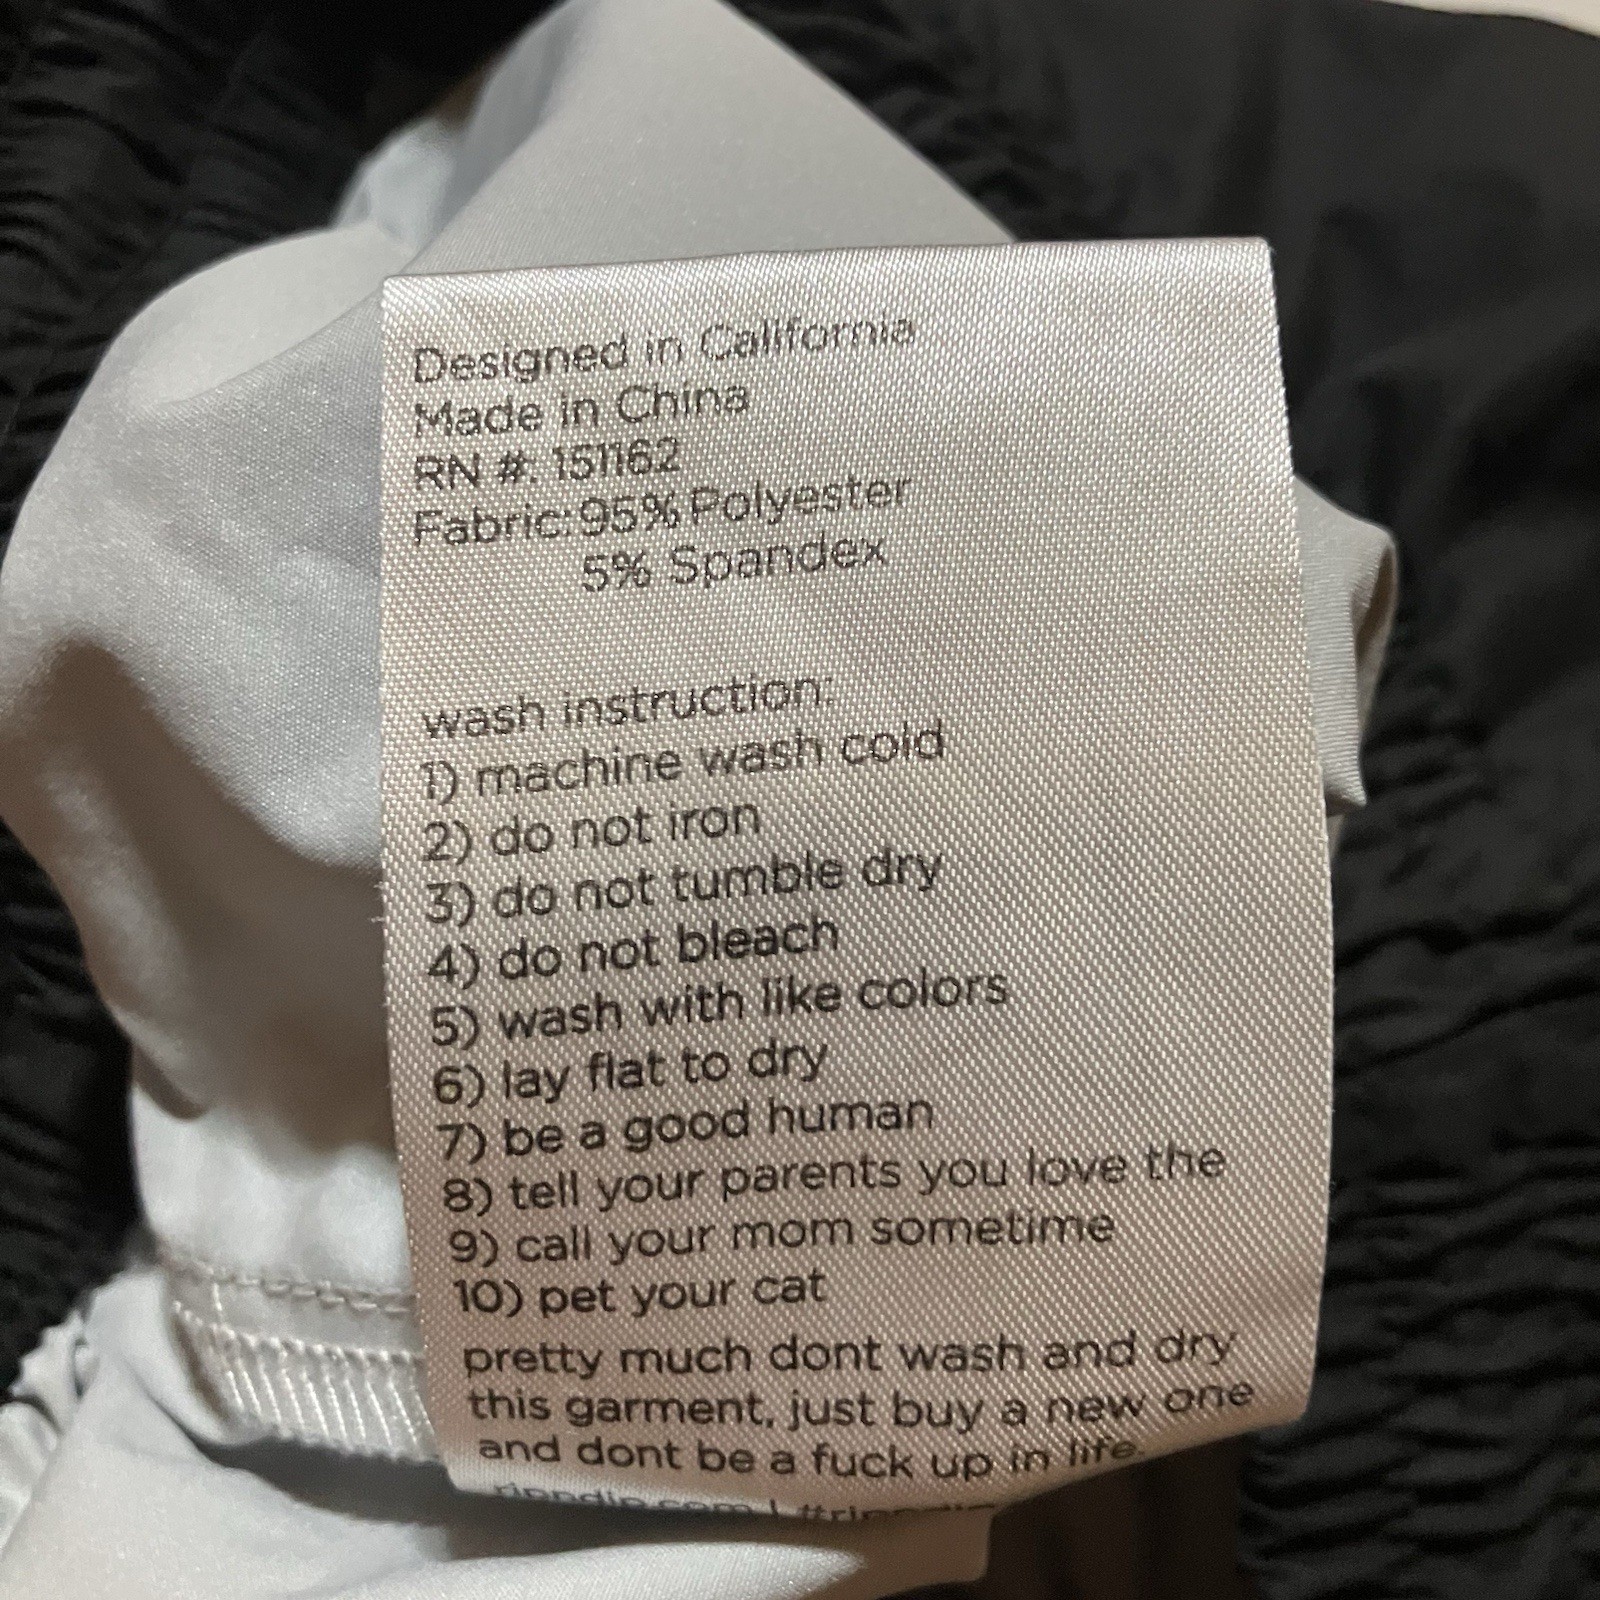 Designed in California
Made in China
RN #: 151162
Fabric: 95% Polyester
5% Spandex
wash instruction:
1) machine wash cold
2) do not iron
3) do not tumble dry
4) do not bleach
5) wash with like colors
6) lay flat to dry
7) be a good human
8) tell your parents you love the
9) call your mom sometime
10) pet your cat
pretty much dont wash and dry
this garment, just buy a new one
and dont be a fuck up in life.
ripndip.com |